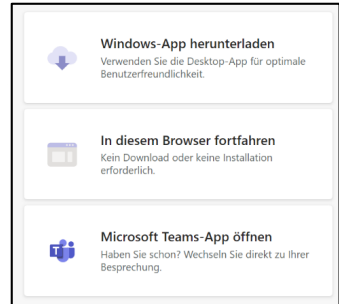 Windows-App herunterladen
Verwenden Sie die Desktop-App für optimale
Benutzerfreundlichkeit.
In diesem Browser fortfahren
Kein Download oder keine Installation
erforderlich.
Microsoft Teams-App öffnen
Haben Sie schon? Wechseln Sie direkt zu Ihrer
Besprechung.